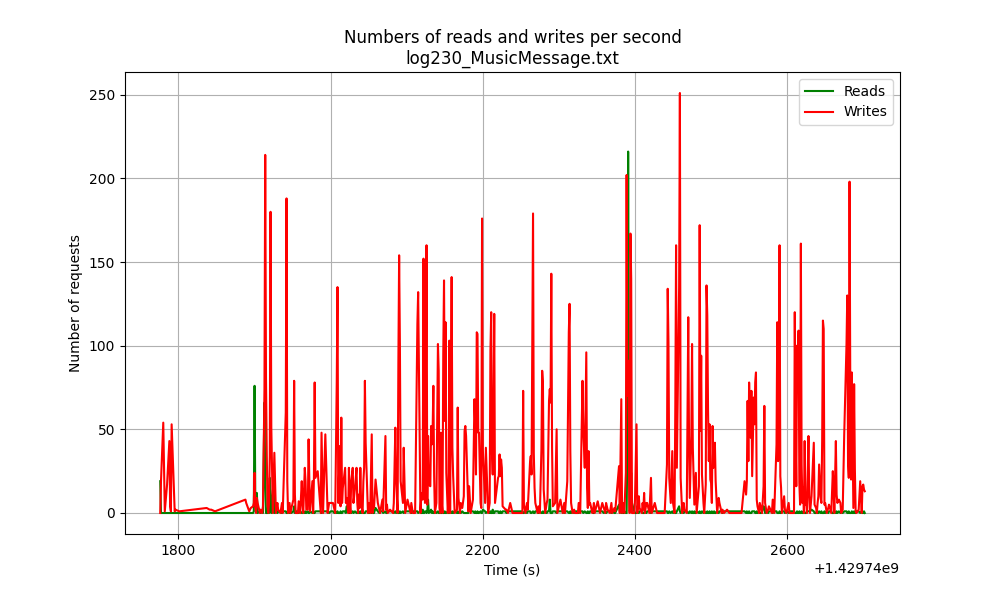 Numbers of reads and writes per second
log230_MusicMessage.txt
Reads
Writes
Number of requests
250
200
150
100
50
0
1800 2000 2200 2400 2600
Time (s)
+1.42974e9